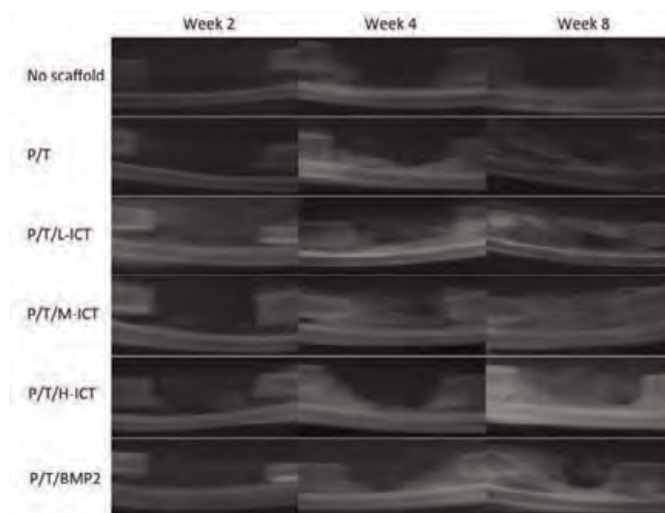 Week 2 Week 4 Week 8
No scaffold
P/T
P/T/L-ICT
P/T/M-ICT
P/T/H-ICT
P/T/BMP2